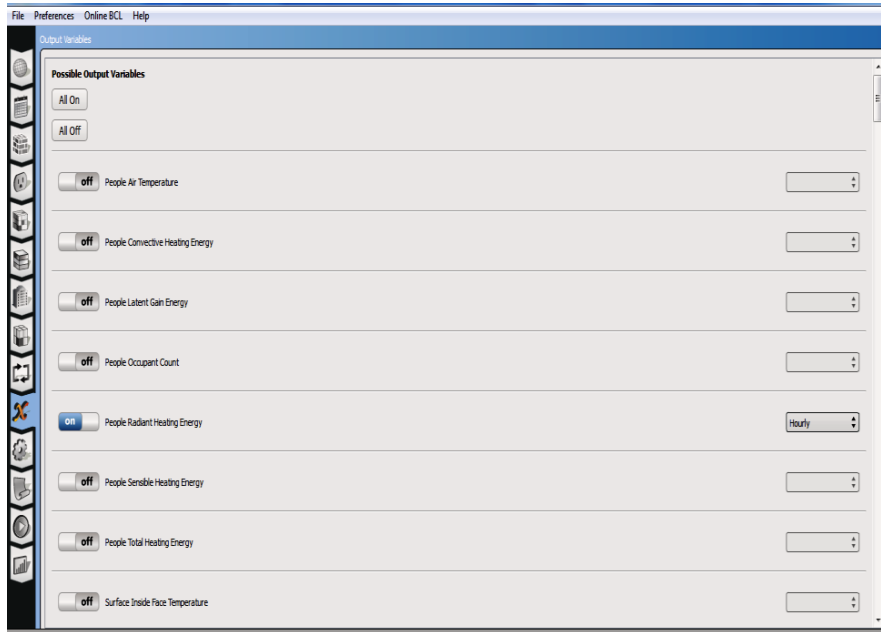 File Preferences Online BCL Help
Output Variables
Possible Output Variables
All On
All Off
off People Air Temperature
off People Convective Heating Energy
off People Latent Gain Energy
off People Occupant Count
on People Radiant Heating Energy Hourly
off People Sensible Heating Energy
off People Total Heating Energy
off Surface Inside Face Temperature